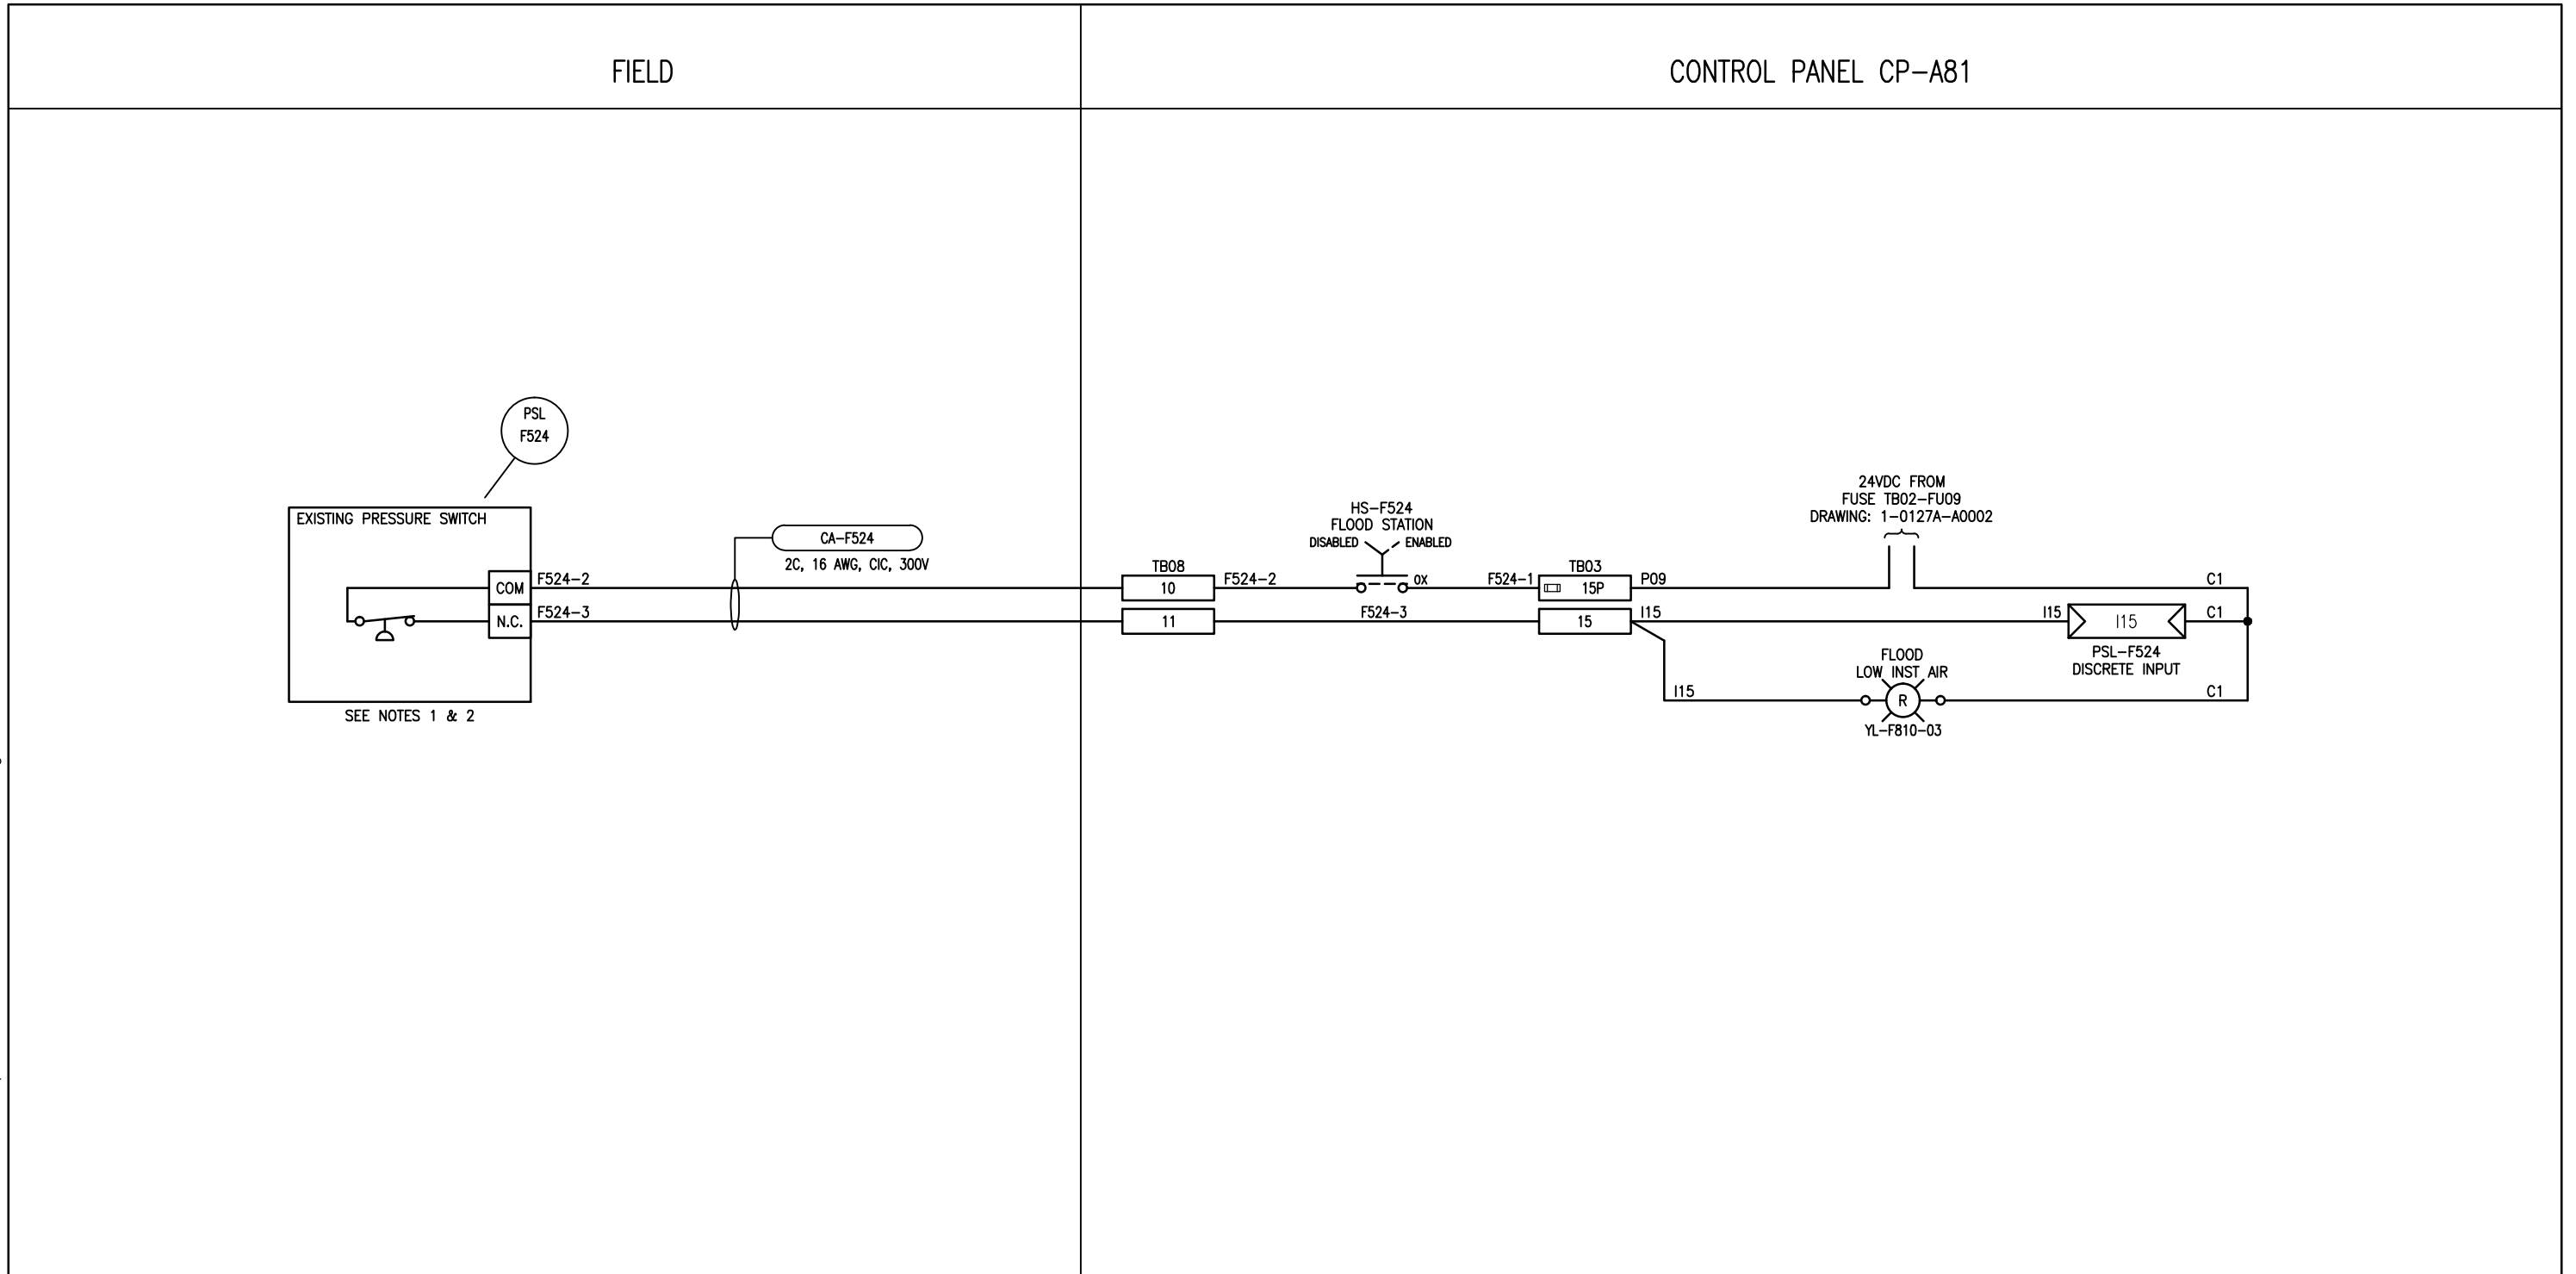 FIELD
CONTROL PANEL CP-A81
PSL
F524
EXISTING PRESSURE SWITCH
COM
N.C.
SEE NOTES 1 & 2
F524-2
F524-3
CA-F524
2C, 16 AWG, CIC, 300V
TB08
10
11
F524-2
F524-3
HS-F524
FLOOD STATION
DISABLED
ENABLED
OX
F524-1
TB03
15P
15
P09
I15
24VDC FROM
FUSE TB02-FU09
DRAWING: 1-0127A-A0002
C1
I15
I15
C1
PSL-F524
DISCRETE INPUT
I15
FLOOD
LOW INST AIR
R
YL-F810-03
C1